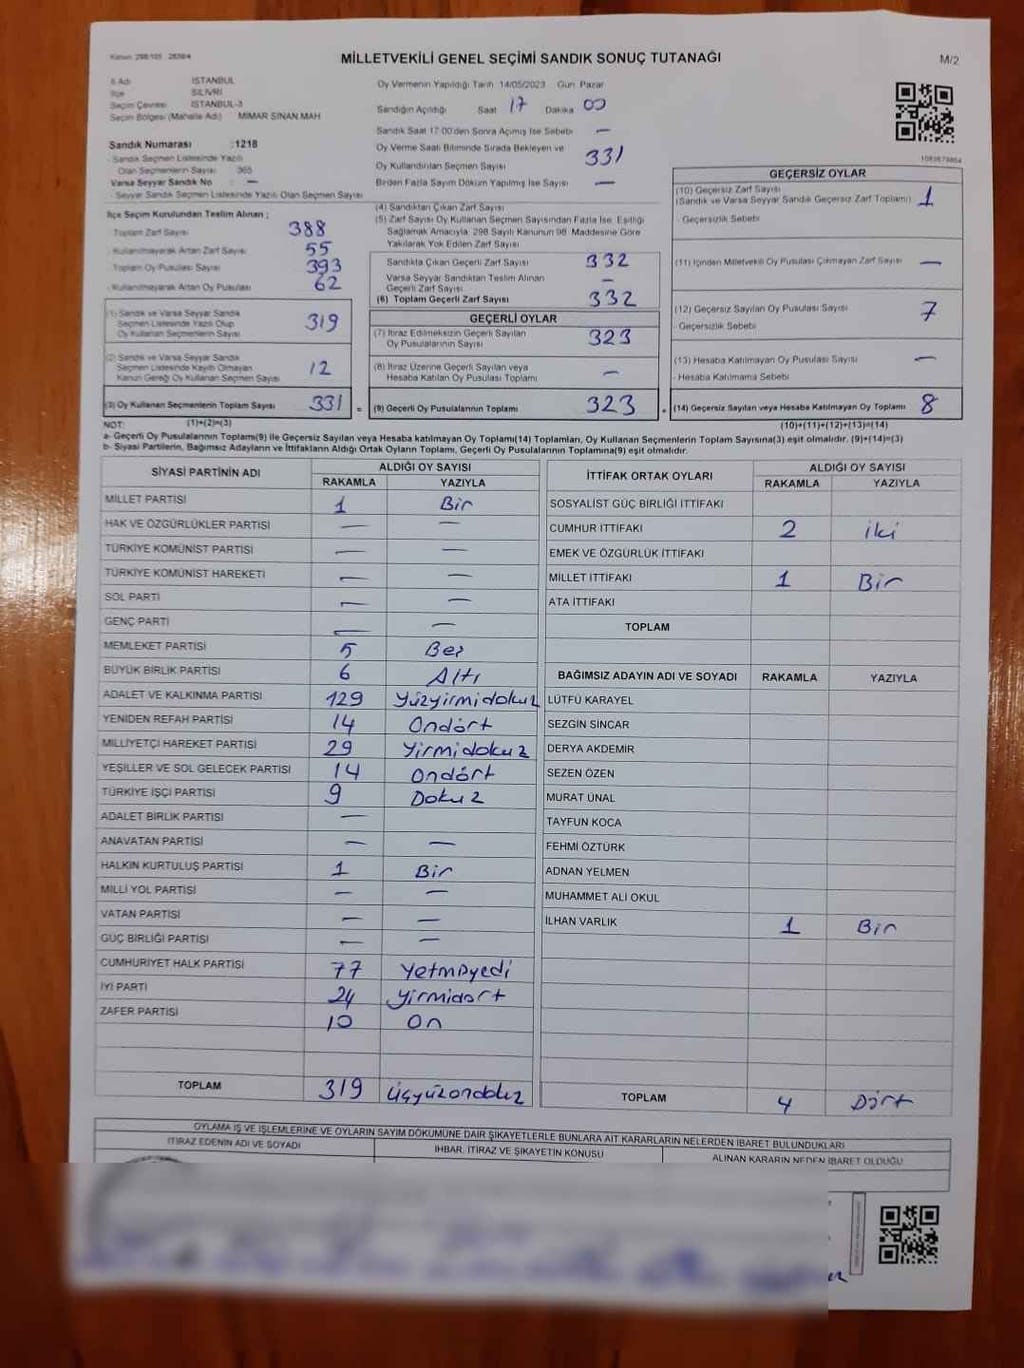 Kanun: 298/105 - 2839/4
MİLLETVEKİLİ GENEL SEÇİMİ SANDIK SONUÇ TUTANAĞI
M/2
İl Adı İSTANBUL
İlçe SİLİVRİ
Seçim Çevresi İSTANBUL-3
Seçim Bölgesi (Mahalle Adı) MİMAR SİNAN MAH
Sandık Numarası :1218
- Sandık Seçmen Listesinde Yazılı
Olan Seçmenlerin Sayısı 365
Varsa Seyyar Sandık No : —
- Seyyar Sandık Seçmen Listesinde Yazılı Olan Seçmen Sayısı
Oy Vermenin Yapıldığı Tarih 14/05/2023 Gün Pazar
Sandığın Açıldığı Saat 17 Dakika 00
Sandık Saat 17:00'den Sonra Açılmış İse Sebebi —
Oy Verme Saati Bitiminde Sırada Bekleyen ve
Oy Kullandırılan Seçmen Sayısı 331
Birden Fazla Sayım Döküm Yapılmış İse Sayısı —
İlçe Seçim Kurulundan Teslim Alınan ;
- Toplam Zarf Sayısı 388
- Kullanılmayarak Artan Zarf Sayısı 55
- Toplam Oy Pusulası Sayısı 393
- Kullanılmayarak Artan Oy Pusulası 62
(4) Sandıktan Çıkan Zarf Sayısı
(5) Zarf Sayısı Oy Kullanan Seçmen Sayısından Fazla İse, Eşitliği
Sağlamak Amacıyla, 298 Sayılı Kanunun 98. Maddesine Göre
Yakılarak Yok Edilen Zarf Sayısı
Sandıkta Çıkan Geçerli Zarf Sayısı 332
Varsa Seyyar Sandıktan Teslim Alınan
Geçerli Zarf Sayısı —
(6) Toplam Geçerli Zarf Sayısı 332
GEÇERSİZ OYLAR
(10) Geçersiz Zarf Sayısı
(Sandık ve Varsa Seyyar Sandık Geçersiz Zarf Toplamı) 1
- Geçersizlik Sebebi
(11) İçinden Milletvekili Oy Pusulası Çıkmayan Zarf Sayısı —
(12) Geçersiz Sayılan Oy Pusulası Sayısı 7
- Geçersizlik Sebebi
(13) Hesaba Katılmayan Oy Pusulası Sayısı —
- Hesaba Katılmama Sebebi
(14) Geçersiz Sayılan veya Hesaba Katılmayan Oy Toplamı 8
(10)+(11)+(12)+(13)=(14)
(1) Sandık ve Varsa Seyyar Sandık
Seçmen Listesinde Yazılı Olup
Oy Kullanan Seçmenlerin Sayısı 319
(2) Sandık ve Varsa Seyyar Sandık
Seçmen Listesinde Kayıtlı Olmayan
Kanun Gereği Oy Kullanan Seçmen Sayısı 12
(3) Oy Kullanan Seçmenlerin Toplam Sayısı 331 =
(1)+(2)=(3)
GEÇERLİ OYLAR
(7) İtiraz Edilmeksizin Geçerli Sayılan
Oy Pusulalarının Sayısı 323
(8) İtiraz Üzerine Geçerli Sayılan veya
Hesaba Katılan Oy Pusulası Toplamı —
(9) Geçerli Oy Pusulalarının Toplamı 323 +
NOT:
a- Geçerli Oy Pusulalarının Toplamı(9) ile Geçersiz Sayılan veya Hesaba katılmayan Oy Toplamı(14) Toplamları, Oy Kullanan Seçmenlerin Toplam Sayısına(3) eşit olmalıdır. (9)+(14)=(3)
b- Siyasi Partilerin, Bağımsız Adayların ve İttifakların Aldığı Ortak Oyların Toplamı, Geçerli Oy Pusulalarının Toplamına(9) eşit olmalıdır.
SİYASİ PARTİNİN ADI ALDIĞI OY SAYISI
RAKAMLA YAZIYLA
MİLLET PARTİSİ 1 Bir
HAK VE ÖZGÜRLÜKLER PARTİSİ — —
TÜRKİYE KOMÜNİST PARTİSİ — —
TÜRKİYE KOMÜNİST HAREKETİ — —
SOL PARTİ — —
GENÇ PARTİ — —
MEMLEKET PARTİSİ 5 Beş
BÜYÜK BİRLİK PARTİSİ 6 Altı
ADALET VE KALKINMA PARTİSİ 129 Yüzyirmidokuz
YENİDEN REFAH PARTİSİ 14 Ondört
MİLLİYETÇİ HAREKET PARTİSİ 29 Yirmidokuz
YEŞİLLER VE SOL GELECEK PARTİSİ 14 Ondört
TÜRKİYE İŞÇİ PARTİSİ 9 Dokuz
ADALET BİRLİK PARTİSİ —
ANAVATAN PARTİSİ — —
HALKIN KURTULUŞ PARTİSİ 1 Bir
MİLLİ YOL PARTİSİ — —
VATAN PARTİSİ — —
GÜÇ BİRLİĞİ PARTİSİ — —
CUMHURİYET HALK PARTİSİ 77 Yetmişyedi
İYİ PARTİ 24 Yirmidört
ZAFER PARTİSİ 10 On
TOPLAM 319 Üçyüzondokuz
İTTİFAK ORTAK OYLARI ALDIĞI OY SAYISI
RAKAMLA YAZIYLA
SOSYALİST GÜÇ BİRLİĞİ İTTİFAKI
CUMHUR İTTİFAKI 2 İki
EMEK VE ÖZGÜRLÜK İTTİFAKI
MİLLET İTTİFAKI 1 Bir
ATA İTTİFAKI
TOPLAM
BAĞIMSIZ ADAYIN ADI VE SOYADI RAKAMLA YAZIYLA
LÜTFÜ KARAYEL
SEZGİN SİNCAR
DERYA AKDEMİR
SEZEN ÖZEN
MURAT ÜNAL
TAYFUN KOCA
FEHMİ ÖZTÜRK
ADNAN YELMEN
MUHAMMET ALİ OKUL
İLHAN VARLIK 1 Bir
TOPLAM 4 Dört
OYLAMA İŞ VE İŞLEMLERİNE VE OYLARIN SAYIM DÖKÜMÜNE DAİR ŞİKAYETLERLE BUNLARA AİT KARARLARIN NELERDEN İBARET BULUNDUKLARI
İTİRAZ EDENİN ADI VE SOYADI
İHBAR, İTİRAZ VE ŞİKAYETİN KONUSU
ALINAN KARARIN NEDEN İBARET OLDUĞU